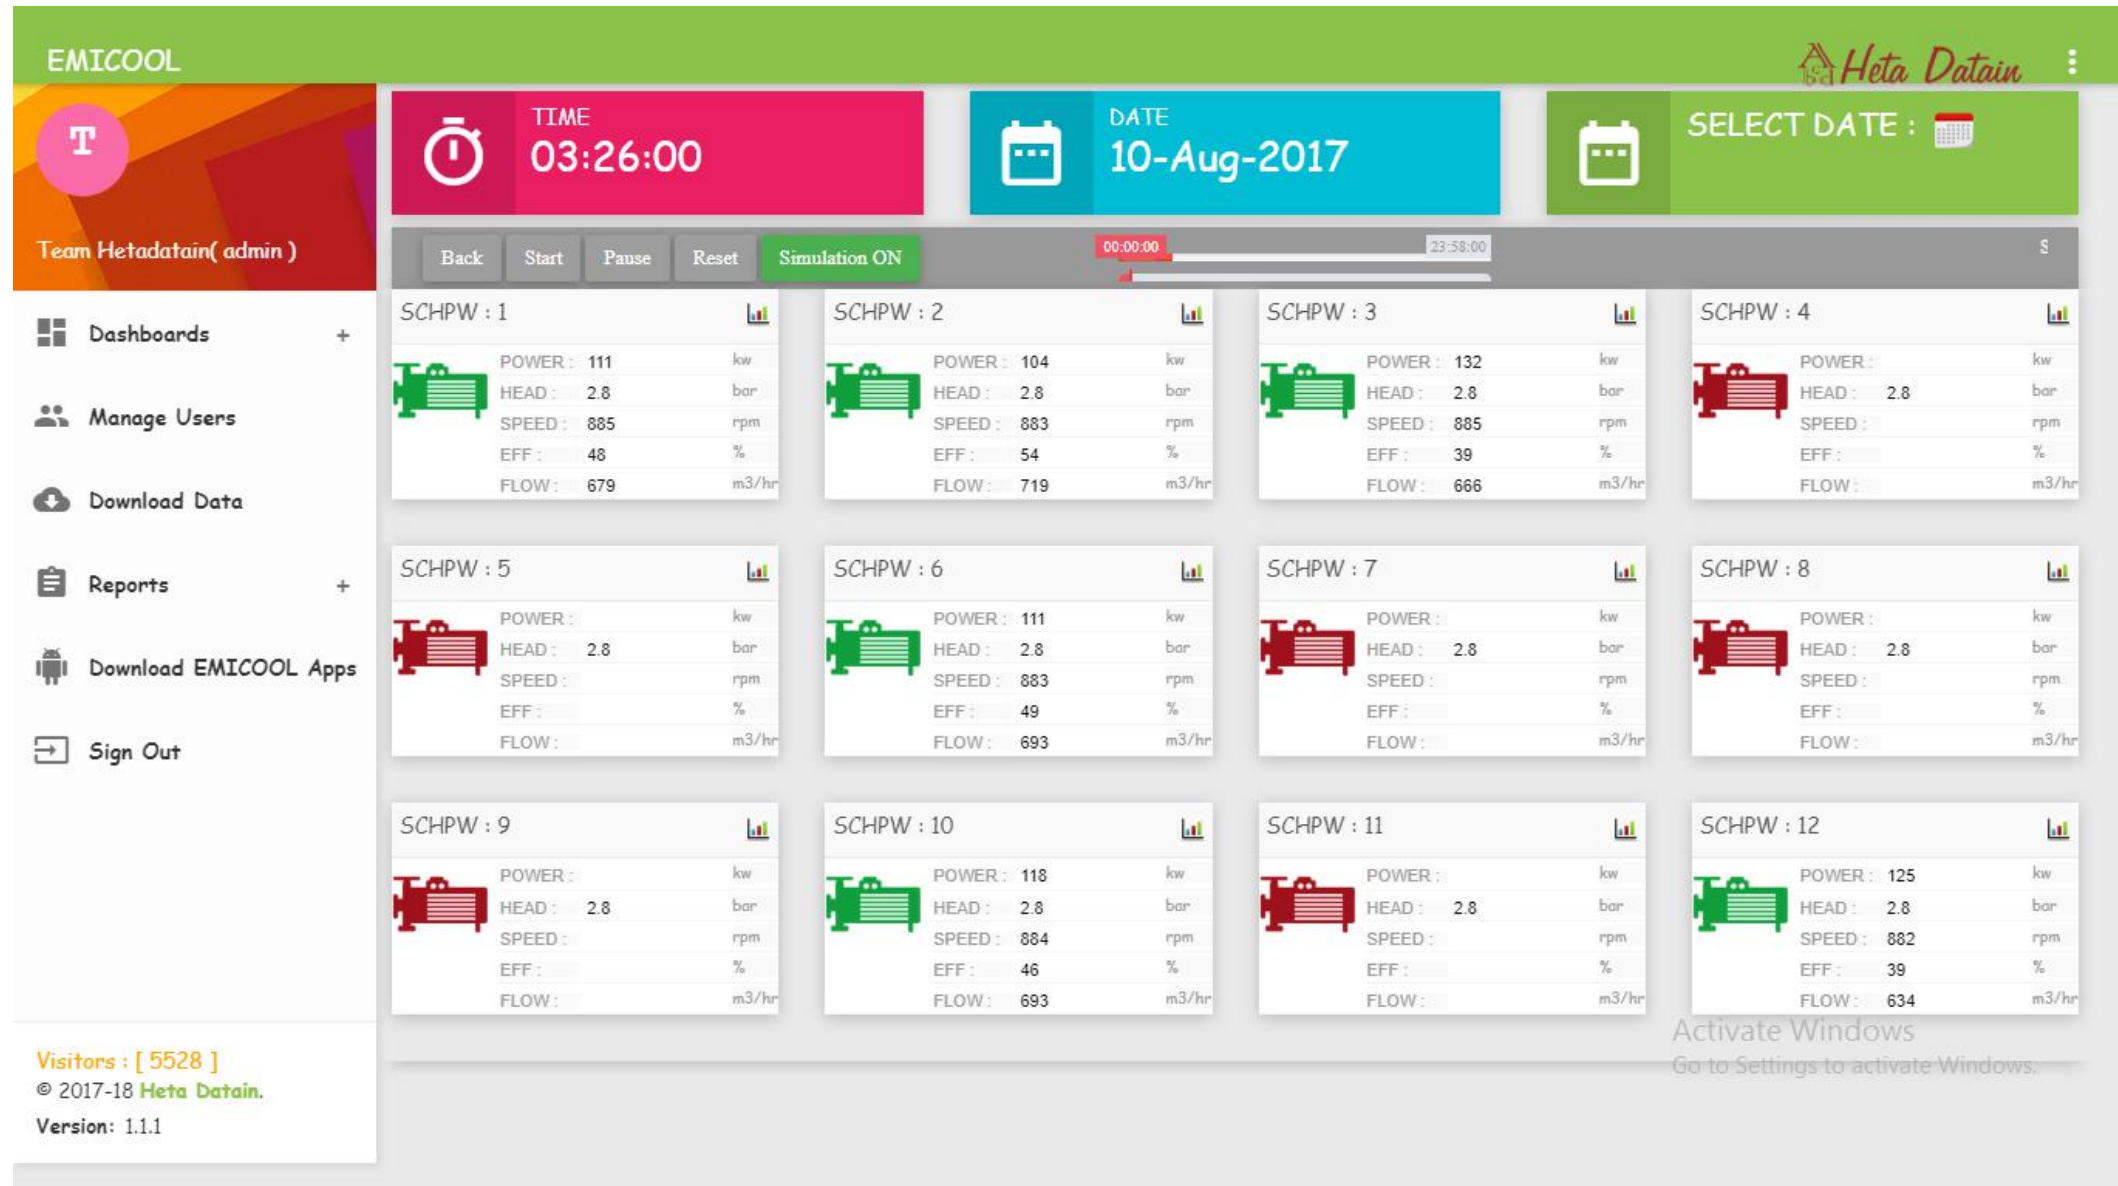 EMICOOL
Heta Datain
T
Team Hetadatain( admin )
Dashboards +
Manage Users
Download Data
Reports +
Download EMICOOL Apps
Sign Out
Visitors : [ 5528 ]
© 2017-18 Heta Datain.
Version: 1.1.1
TIME
03:26:00
DATE
10-Aug-2017
SELECT DATE :
Back Start Pause Reset Simulation ON
00:00:00 23:58:00
S
SCHPW : 1
POWER : 111 kw
HEAD : 2.8 bar
SPEED : 885 rpm
EFF : 48 %
FLOW : 679 m3/hr
SCHPW : 2
POWER : 104 kw
HEAD : 2.8 bar
SPEED : 883 rpm
EFF : 54 %
FLOW : 719 m3/hr
SCHPW : 3
POWER : 132 kw
HEAD : 2.8 bar
SPEED : 885 rpm
EFF : 39 %
FLOW : 666 m3/hr
SCHPW : 4
POWER : kw
HEAD : 2.8 bar
SPEED : rpm
EFF : %
FLOW : m3/hr
SCHPW : 5
POWER : kw
HEAD : 2.8 bar
SPEED : rpm
EFF : %
FLOW : m3/hr
SCHPW : 6
POWER : 111 kw
HEAD : 2.8 bar
SPEED : 883 rpm
EFF : 49 %
FLOW : 693 m3/hr
SCHPW : 7
POWER : kw
HEAD : 2.8 bar
SPEED : rpm
EFF : %
FLOW : m3/hr
SCHPW : 8
POWER : kw
HEAD : 2.8 bar
SPEED : rpm
EFF : %
FLOW : m3/hr
SCHPW : 9
POWER : kw
HEAD : 2.8 bar
SPEED : rpm
EFF : %
FLOW : m3/hr
SCHPW : 10
POWER : 118 kw
HEAD : 2.8 bar
SPEED : 884 rpm
EFF : 46 %
FLOW : 693 m3/hr
SCHPW : 11
POWER : kw
HEAD : 2.8 bar
SPEED : rpm
EFF : %
FLOW : m3/hr
SCHPW : 12
POWER : 125 kw
HEAD : 2.8 bar
SPEED : 882 rpm
EFF : 39 %
FLOW : 634 m3/hr
Activate Windows
Go to Settings to activate Windows.